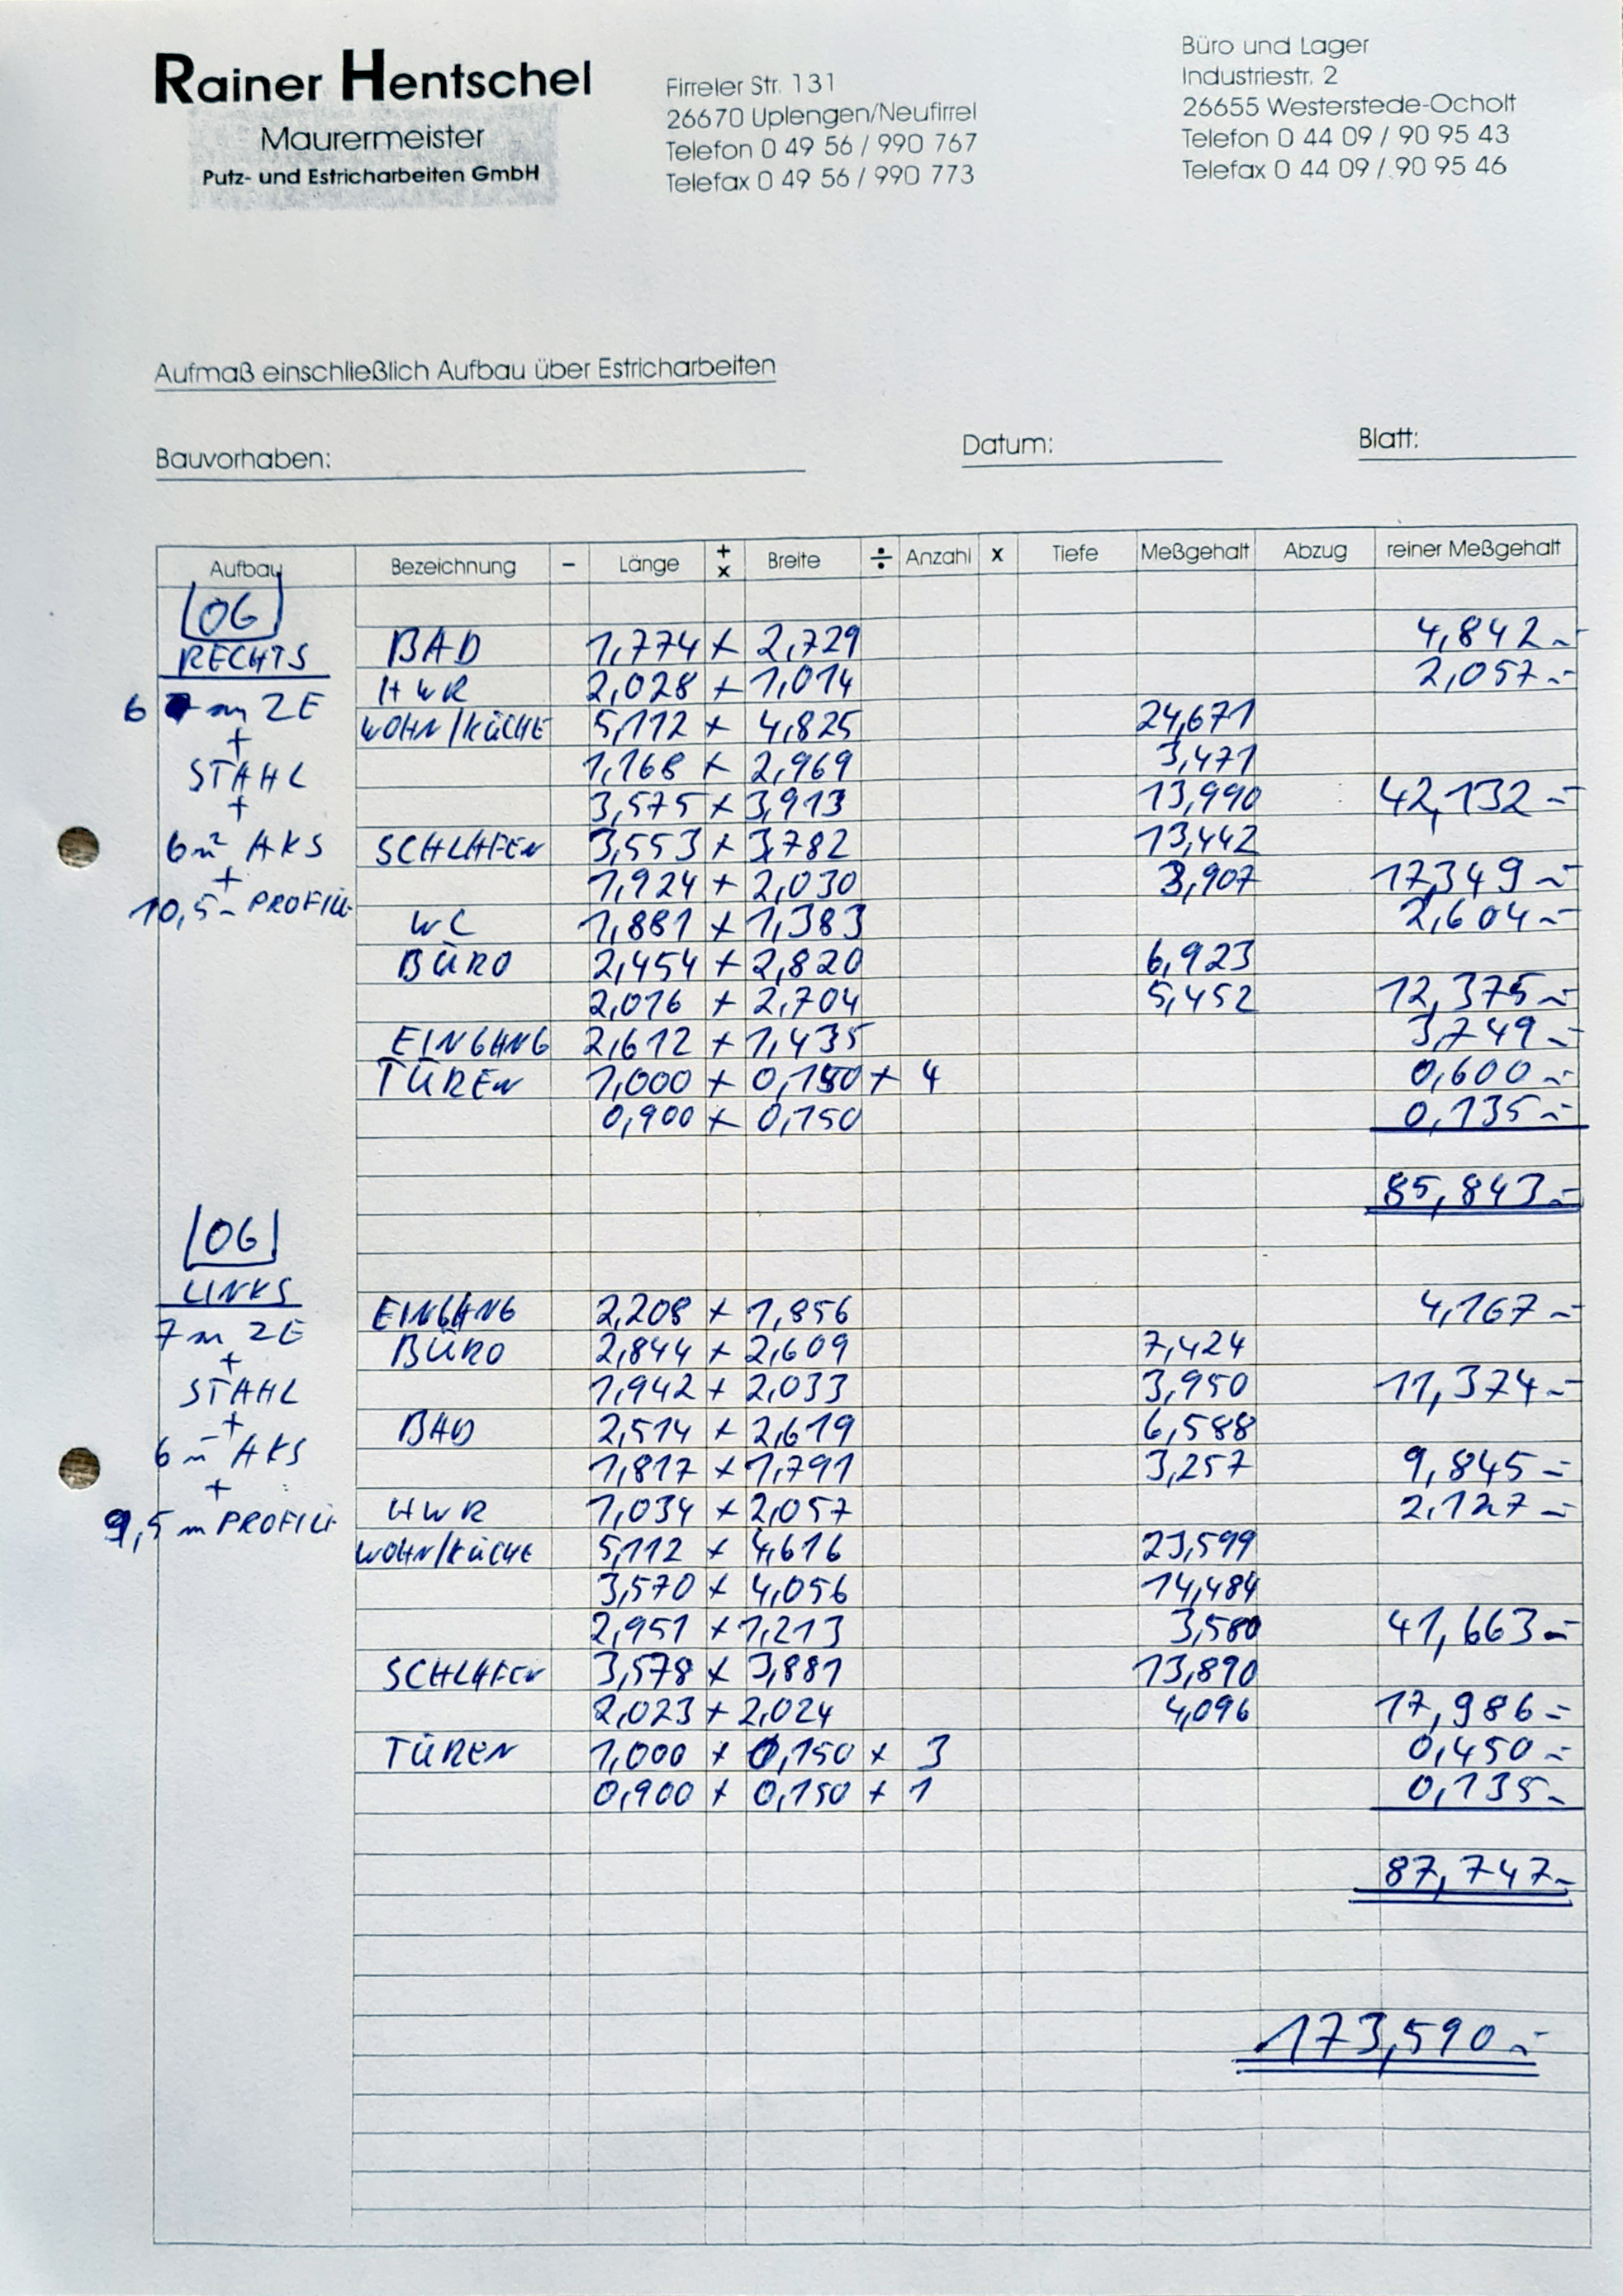 Rainer Hentschel
Maurermeister
Putz- und Estricharbeiten GmbH
Firreler Str. 131
26670 Uplengen/Neufirrel
Telefon 0 49 56 / 990 767
Telefax 0 49 56 / 990 773
Büro und Lager
Industriestr. 2
26655 Westerstede-Ocholt
Telefon 0 44 09 / 90 95 43
Telefax 0 44 09 / 90 95 46
Aufmaß einschließlich Aufbau über Estricharbeiten
Bauvorhaben: Datum: Blatt:
Aufbau Bezeichnung - Länge + x Breite ÷ Anzahl x Tiefe Meßgehalt Abzug reiner Meßgehalt
OG
RECHTS BAD 1,774 x 2,729 4,842
HWR 2,028 x 1,014 2,057
6 m ZE WOHN/KÜCHE 5,112 x 4,825 24,671
+ 1,168 x 2,969 3,471
STAHL
+ 3,575 x 3,913 13,990 42,132
6 m² AKS SCHLAFEN 3,553 x 3,782 13,442
+ 1,924 x 2,030 3,907 17,349
10,5 m PROFILE WC 1,881 x 1,383 2,604
BÜRO 2,454 x 2,820 6,923
2,016 x 2,704 5,452 12,375
EINGANG 2,612 x 1,435 3,749
TÜREN 1,000 x 0,150 x 4 0,600
0,900 x 0,150 0,135
85,843
OG
LINKS EINGANG 2,208 x 1,856 4,167
7 m ZE BÜRO 2,844 x 2,609 7,424
+
STAHL 1,942 x 2,033 3,950 11,374
+ BAD 2,514 x 2,619 6,588
6 m AKS 1,817 x 1,791 3,257 9,845
+
9,5 m PROFILE HWR 1,034 x 2,057 2,127
WOHN/KÜCHE 5,112 x 4,616 23,599
3,570 x 4,056 14,484
2,951 x 1,213 3,580 41,663
SCHLAFEN 3,578 x 3,881 13,890
2,023 x 2,024 4,096 17,986
TÜREN 1,000 x 0,150 x 3 0,450
0,900 x 0,150 x 1 0,135
87,747
173,590